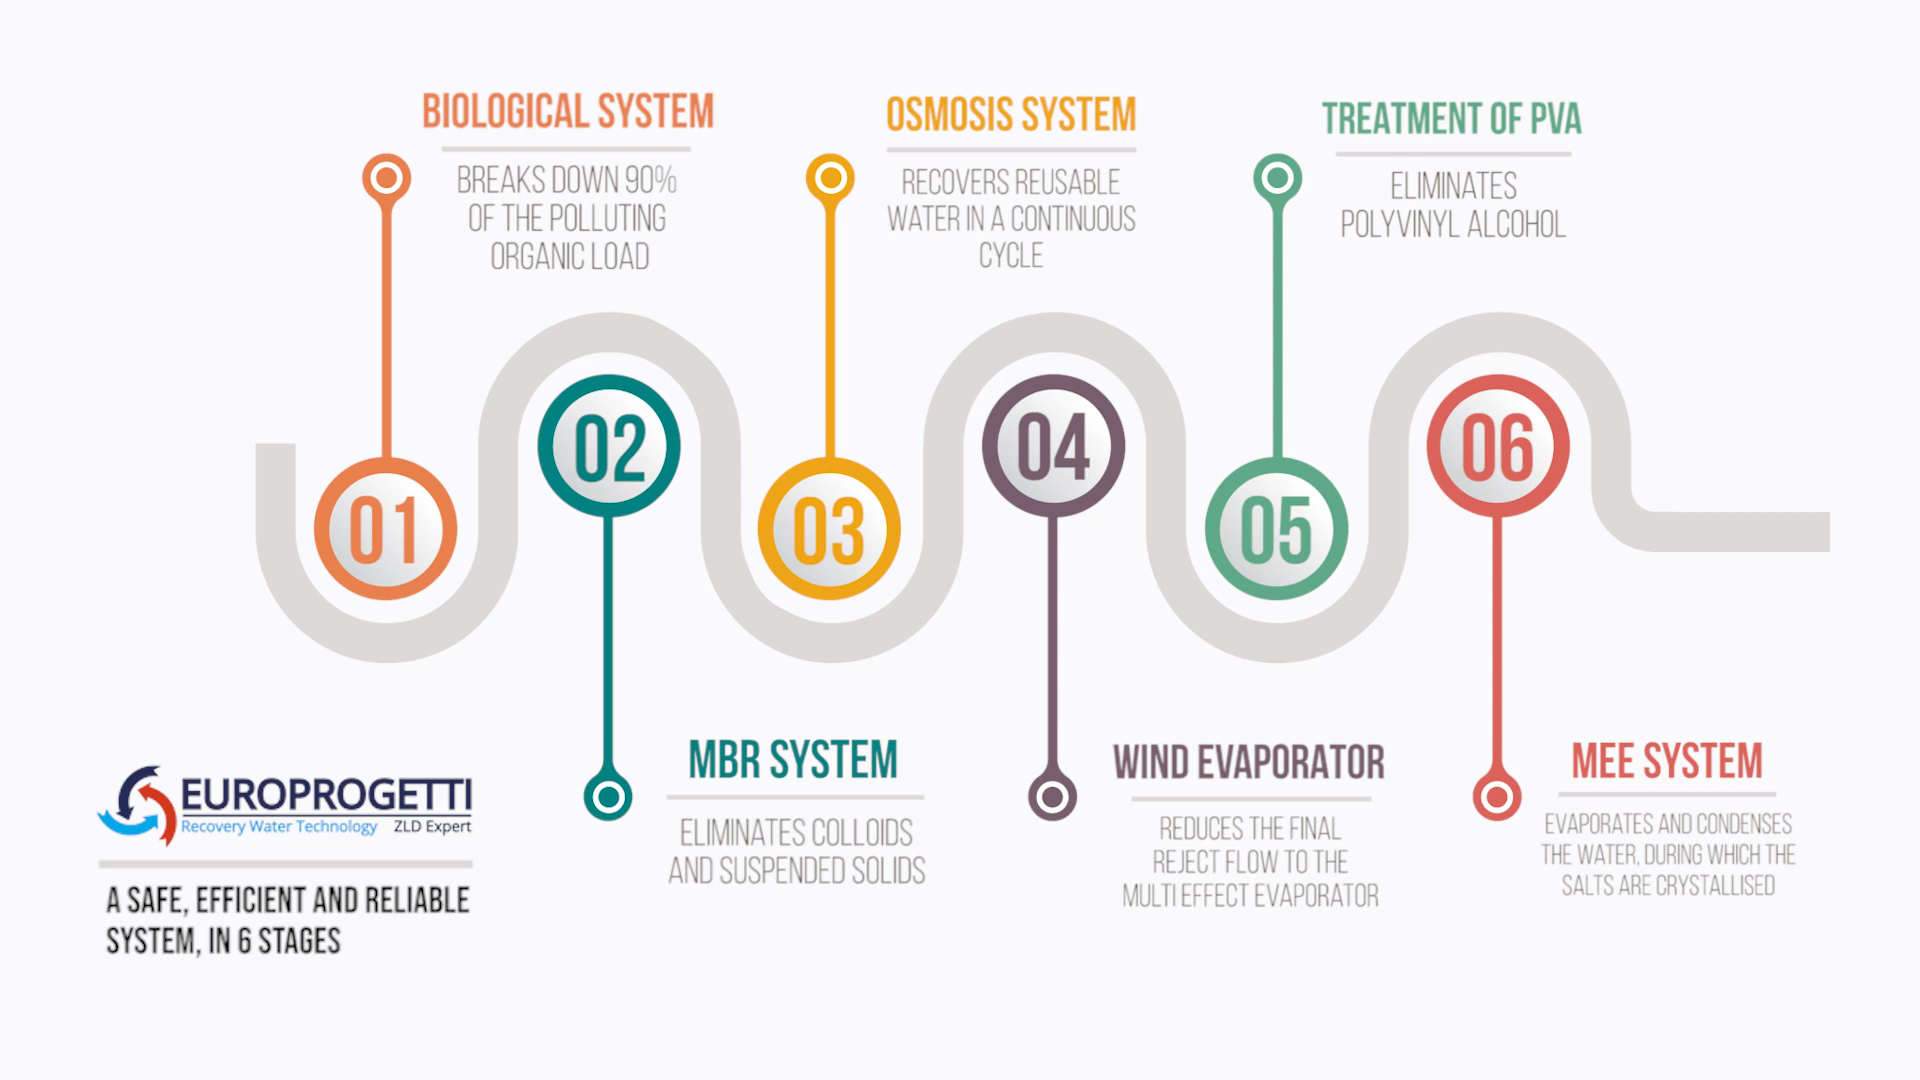 BIOLOGICAL SYSTEM
BREAKS DOWN 90%
OF THE POLLUTING
ORGANIC LOAD
OSMOSIS SYSTEM
RECOVERS REUSABLE
WATER IN A CONTINUOUS
CYCLE
TREATMENT OF PVA
ELIMINATES
POLYVINYL ALCOHOL
01
02
03
04
05
06
MBR SYSTEM
ELIMINATES COLLOIDS
AND SUSPENDED SOLIDS
WIND EVAPORATOR
REDUCES THE FINAL
REJECT FLOW TO THE
MULTI EFFECT EVAPORATOR
MEE SYSTEM
EVAPORATES AND CONDENSES
THE WATER, DURING WHICH THE
SALTS ARE CRYSTALLISED
EUROPROGETTI
Recovery Water Technology ZLD Expert
A SAFE, EFFICIENT AND RELIABLE
SYSTEM, IN 6 STAGES